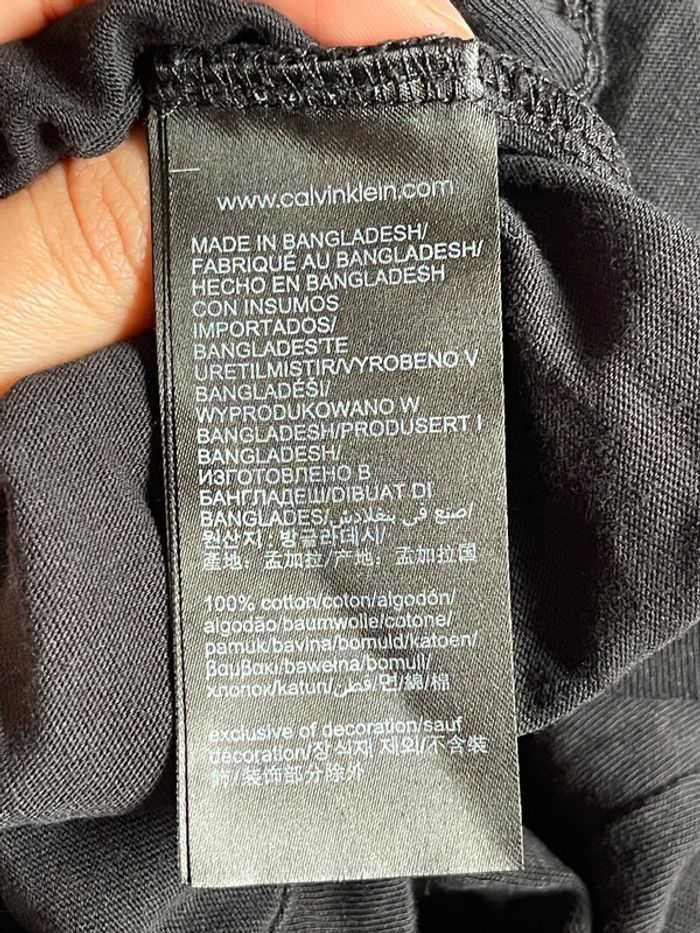 www.calvinklein.com
MADE IN BANGLADESH/
FABRIQUÉ AU BANGLADESH/
HECHO EN BANGLADESH
CON INSUMOS
IMPORTADOS/
BANGLADES'TE
URETILMISTIR/VYROBENO V
BANGLADÉŠI/
WYPRODUKOWANO W
BANGLADESH/PRODUSERT I
BANGLADESH/
ИЗГОТОВЛЕНО В
БАНГЛАДЕШ/DIBUAT DI
BANGLADES/صنع في بنغلادش/
원산지 : 방글라데시/
產地: 孟加拉/产地: 孟加拉国
100% cotton/coton/algodón/
algodão/baumwolle/cotone/
pamuk/bavlna/bomuld/katoen/
βαμβακι/bawełna/bomull/
хлопок/katun/قطن/면/綿/棉
exclusive of decoration/sauf
decoration/장식재 제외/不含裝
飾/装饰部分除外